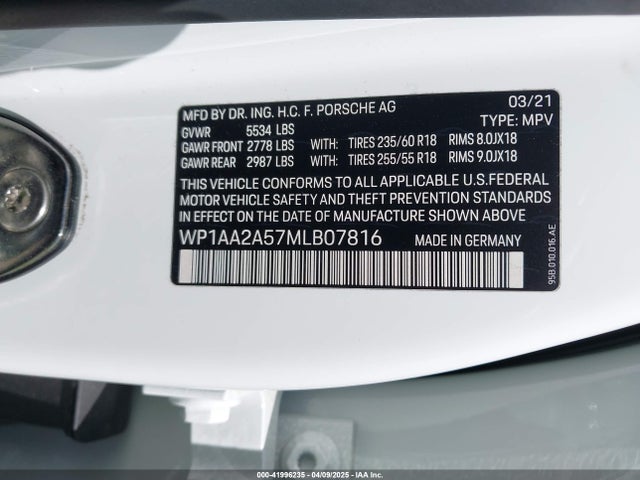 MFD BY DR. ING. H.C. F. PORSCHE AG 03/21
GVWR 5534 LBS TYPE: MPV
GAWR FRONT 2778 LBS WITH: TIRES 235/60 R18 RIMS 8.0JX18
GAWR REAR 2987 LBS WITH: TIRES 255/55 R18 RIMS 9.0JX18
THIS VEHICLE CONFORMS TO ALL APPLICABLE U.S.FEDERAL
MOTOR VEHICLE SAFETY AND THEFT PREVENTION STANDARDS
IN EFFECT ON THE DATE OF MANUFACTURE SHOWN ABOVE
WP1AA2A57MLB07816 MADE IN GERMANY
95B.010.016.AE
000-41996235 - 04/09/2025 - IAA Inc.